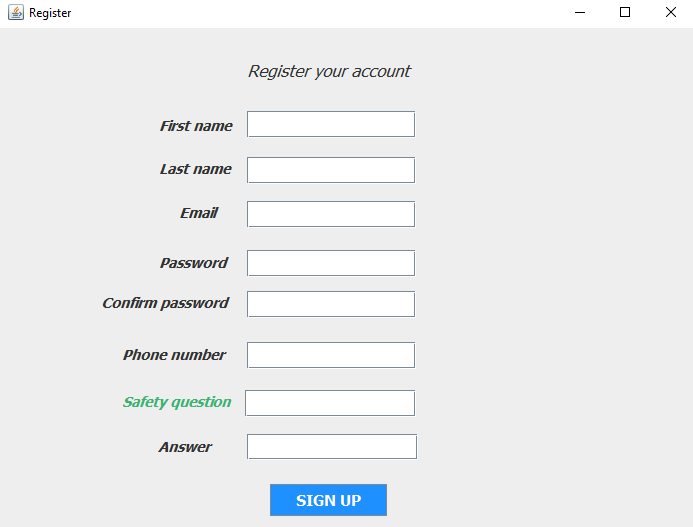 Register
Register your account
First name
Last name
Email
Password
Confirm password
Phone number
Safety question
Answer
SIGN UP